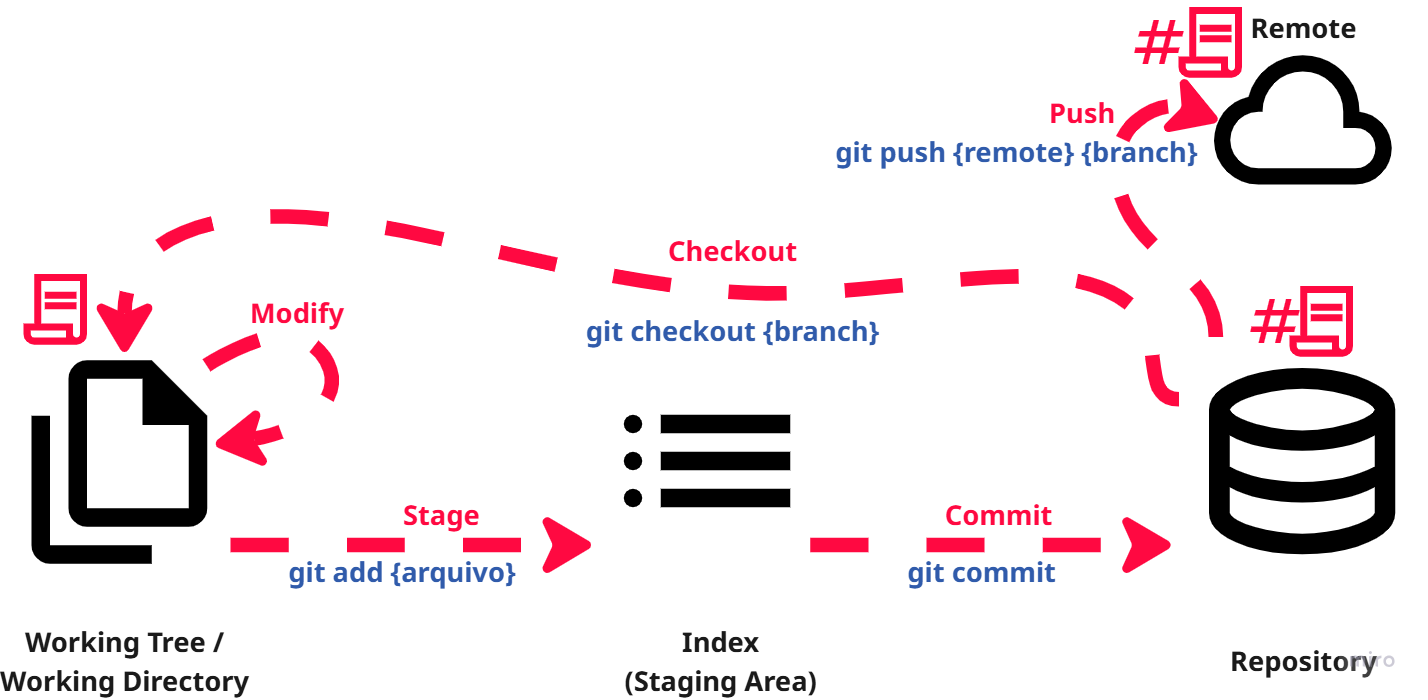 # Remote
Push
git push {remote} {branch}
Checkout
git checkout {branch}
Modify
#
Stage
git add {arquivo}
Commit
git commit
Working Tree /
Working Directory
Index
(Staging Area)
Repository
miro